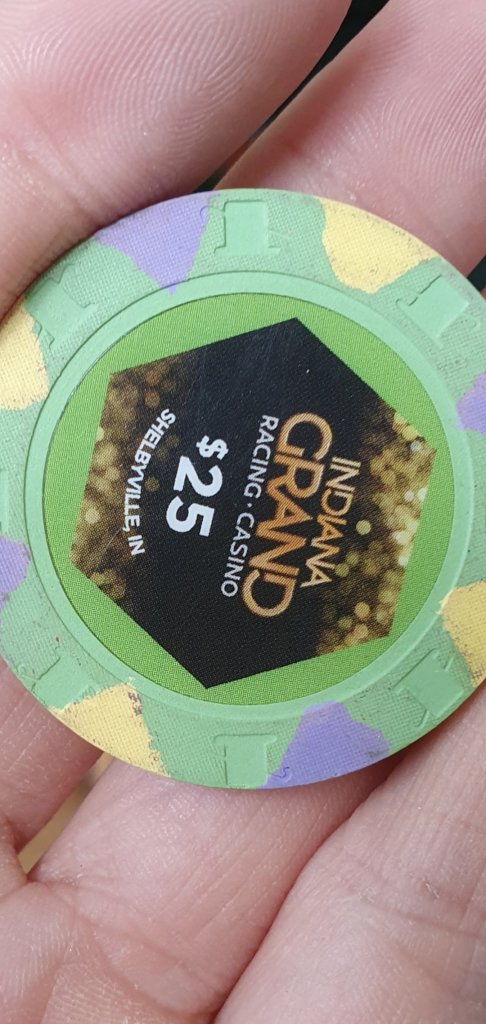 INDIANA
GRAND
RACING · CASINO
$25
SHELBYVILLE, IN